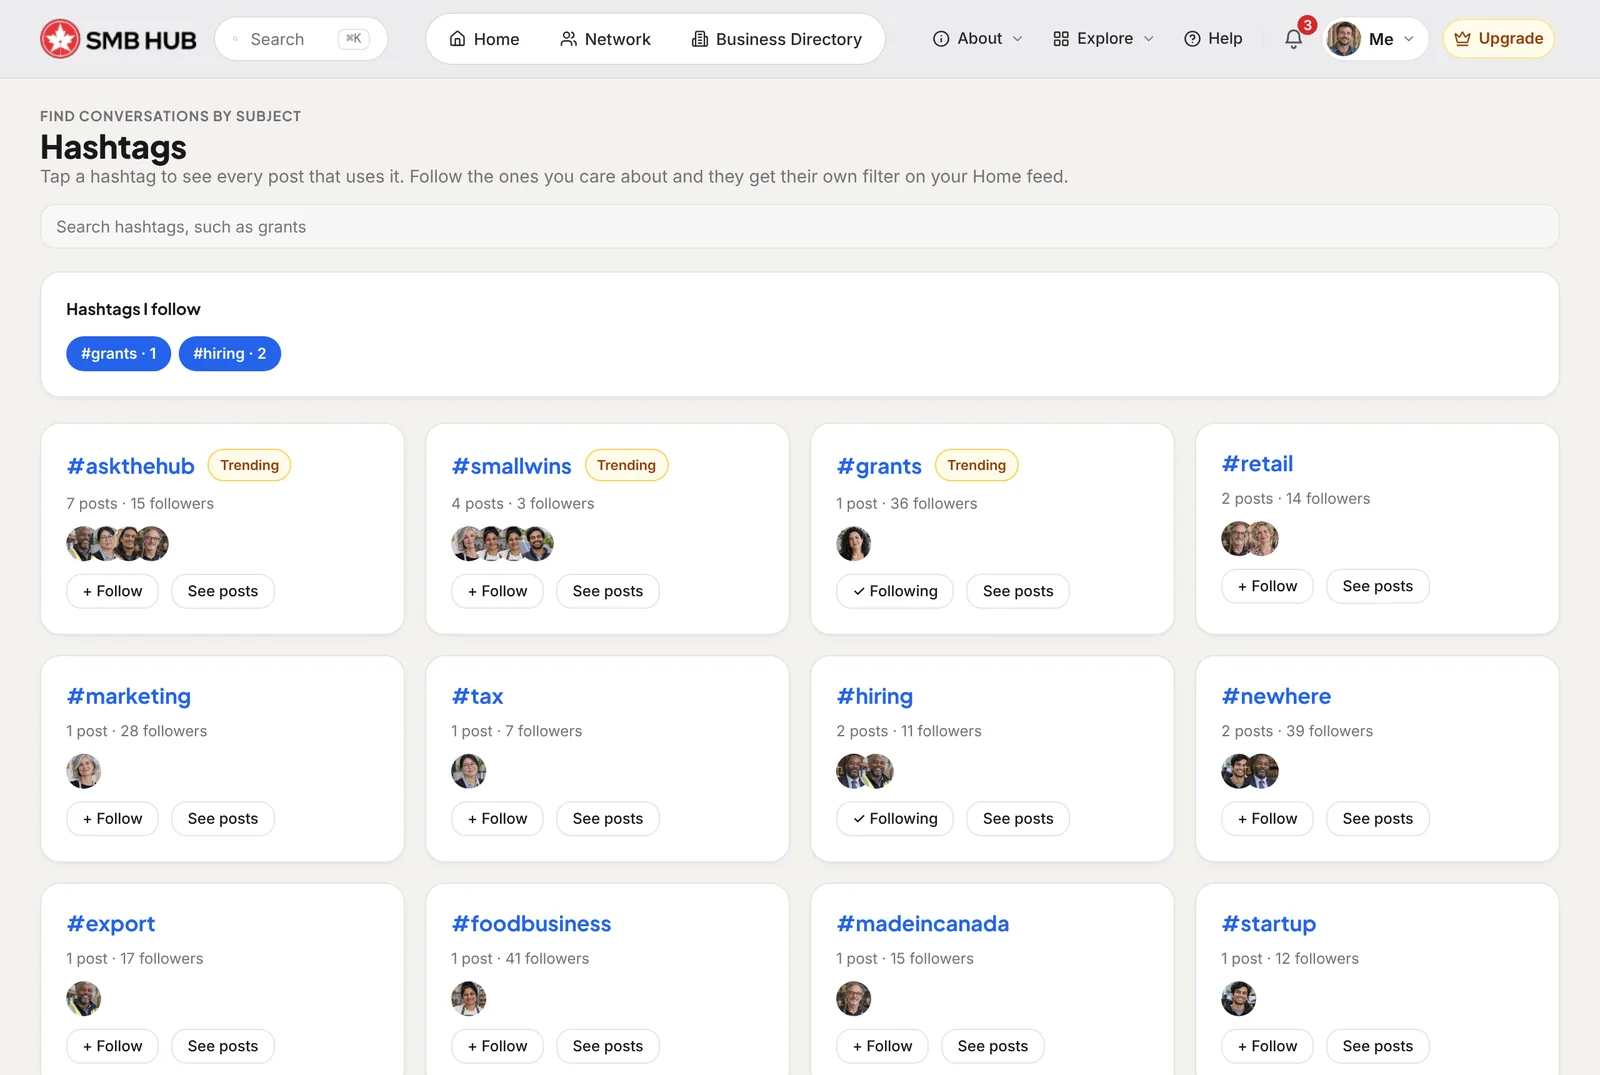 SMB HUB
Search ⌘K
Home
Network
Business Directory
About
Explore
Help
3
Me
Upgrade
FIND CONVERSATIONS BY SUBJECT
Hashtags
Tap a hashtag to see every post that uses it. Follow the ones you care about and they get their own filter on your Home feed.
Search hashtags, such as grants
Hashtags I follow
#grants · 1
#hiring · 2
#askthehub Trending
7 posts · 15 followers
+ Follow See posts
#smallwins Trending
4 posts · 3 followers
+ Follow See posts
#grants Trending
1 post · 36 followers
✓ Following See posts
#retail
2 posts · 14 followers
+ Follow See posts
#marketing
1 post · 28 followers
+ Follow See posts
#tax
1 post · 7 followers
+ Follow See posts
#hiring
2 posts · 11 followers
✓ Following See posts
#newhere
2 posts · 39 followers
+ Follow See posts
#export
1 post · 17 followers
+ Follow See posts
#foodbusiness
1 post · 41 followers
+ Follow See posts
#madeincanada
1 post · 15 followers
+ Follow See posts
#startup
1 post · 12 followers
+ Follow See posts